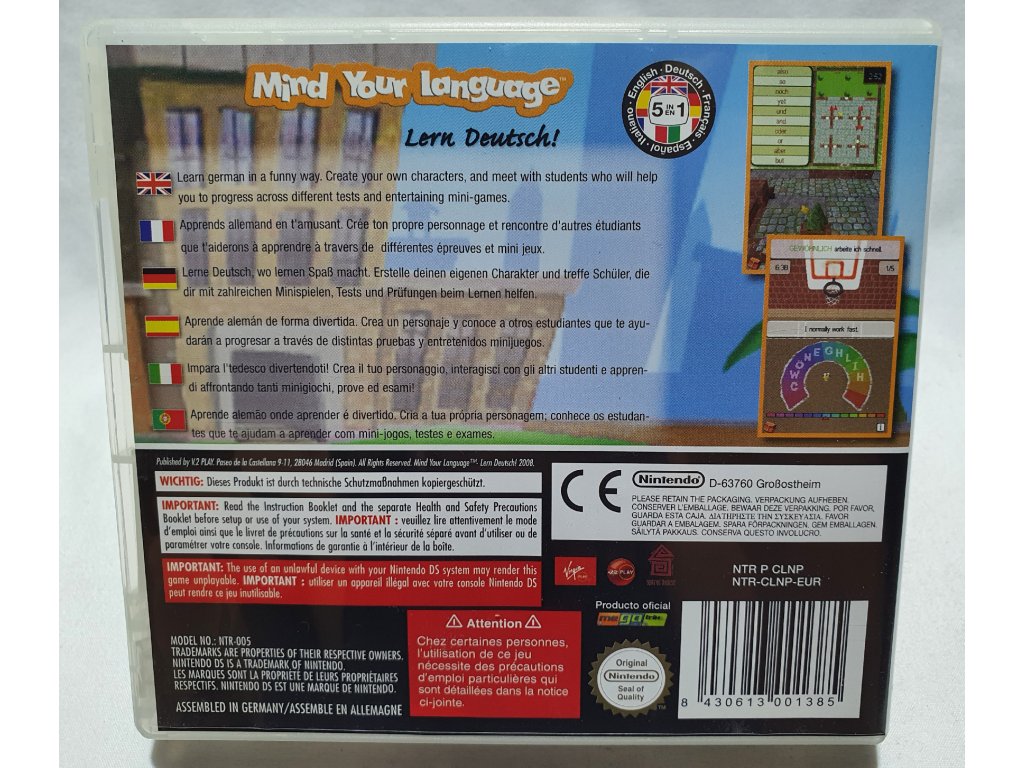 Mind Your Language™
Lern Deutsch!
English · Deutsch · Français · Español · Italiano ·
5 IN EN 1
Learn german in a funny way. Create your own characters, and meet with students who will help
you to progress across different tests and entertaining mini-games.
Apprends allemand en t'amusant. Crée ton propre personnage et rencontre d'autres étudiants
que t'aiderons à apprendre à travers de différentes épreuves et mini jeux.
Lerne Deutsch, wo lernen Spaß macht. Erstelle deinen eigenen Charakter und treffe Schüler, die
dir mit zahlreichen Minispielen, Tests und Prüfungen beim Lernen helfen.
Aprende alemán de forma divertida. Crea un personaje y conoce a otros estudiantes que te ayu-
darán a progresar a través de distintas pruebas y entretenidos minijuegos.
Impara l'tedesco divertendoti! Crea il tuo personaggio, interagisci con gli altri studenti e appren-
di affrontando tanti minigiochi, prove ed esami!
Aprende alemão onde aprender é divertido. Cria a tua própria personagem; conhece os estudan-
tes que te ajudam a aprender com mini-jogos, testes e exames.
also
so
noch
yet
und
and
oder
or
aber
but
2:52
GEWÖHNLICH arbeite ich schnell.
6:38
1/5
I normally work fast.
GWÖNEGHLIH
Published by V.2 PLAY. Paseo de la Castellana 9-11, 28046 Madrid (Spain). All Rights Reserved. Mind Your Language™- Lern Deutsch! 2008.
WICHTIG: Dieses Produkt ist durch technische Schutzmaßnahmen kopiergeschützt.
IMPORTANT: Read the Instruction Booklet and the separate Health and Safety Precautions
Booklet before setup or use of your system. IMPORTANT : veuillez lire attentivement le mode
d'emploi ainsi que le livret de précautions sur la santé et la sécurité séparé avant d'utiliser ou de
paramétrer votre console. Informations de garantie à l'intérieur de la boîte.
IMPORTANT: The use of an unlawful device with your Nintendo DS system may render this
game unplayable. IMPORTANT : utiliser un appareil illégal avec votre console Nintendo DS
peut rendre ce jeu inutilisable.
CE
Nintendo D-63760 Großostheim
PLEASE RETAIN THE PACKAGING. VERPACKUNG AUFHEBEN.
CONSERVER L'EMBALLAGE. BEWAAR DEZE VERPAKKING. POR FAVOR,
GUARDA ESTA CAJA. ΔΙΑΤΗΡΗΣΤΕ ΤΗΝ ΣΥΣΚΕΥΑΣΙΑ. FAVOR
GUARDAR A EMBALAGEM. SPARA FÖRPACKNINGEN. GEM EMBALLAGEN.
SÄILYTÄ PAKKAUS. CONSERVA QUESTO INVOLUCRO.
Virgin
PLAY
V.2 PLAY
NTR P CLNP
NTR-CLNP-EUR
Producto oficial
megatrix
MODEL NO.: NTR-005
TRADEMARKS ARE PROPERTIES OF THEIR RESPECTIVE OWNERS.
NINTENDO DS IS A TRADEMARK OF NINTENDO.
LES MARQUES SONT LA PROPRIÉTÉ DE LEURS PROPRIÉTAIRES
RESPECTIFS. NINTENDO DS EST UNE MARQUE DE NINTENDO.
ASSEMBLED IN GERMANY/ASSEMBLE EN ALLEMAGNE
Attention
Chez certaines personnes,
l'utilisation de ce jeu
nécessite des précautions
d'emploi particulières qui
sont détaillées dans la notice
ci-jointe.
Original
Nintendo
Seal of
Quality
™
8 430613 001385